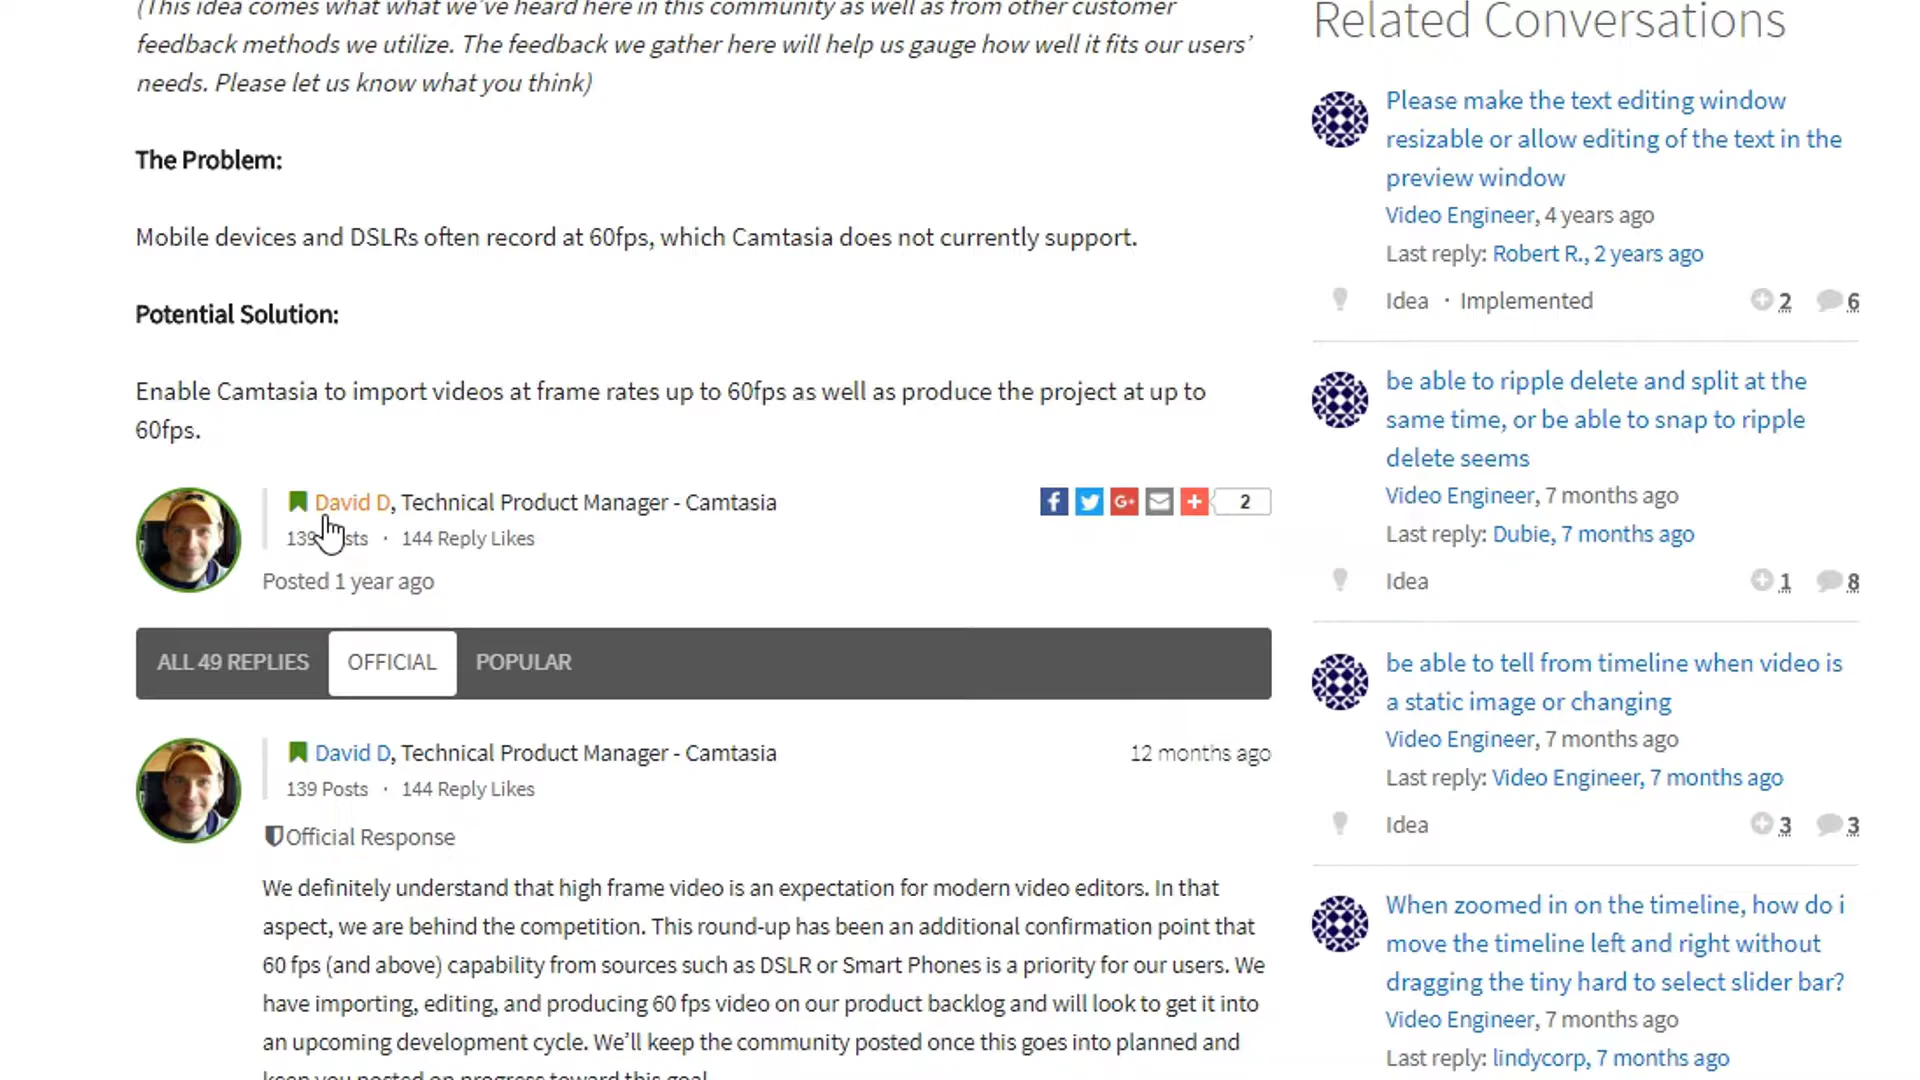 (This idea comes what what we've heard here in this community as well as from other customer
feedback methods we utilize. The feedback we gather here will help us gauge how well it fits our users'
needs. Please let us know what you think)
The Problem:
Mobile devices and DSLRs often record at 60fps, which Camtasia does not currently support.
Potential Solution:
Enable Camtasia to import videos at frame rates up to 60fps as well as produce the project at up to
60fps.
David D, Technical Product Manager - Camtasia
2
139 · 144 Reply Likes
Posted 1 year ago
ALL 49 REPLIES OFFICIAL POPULAR
David D, Technical Product Manager - Camtasia
12 months ago
139 Posts · 144 Reply Likes
Official Response
We definitely understand that high frame video is an expectation for modern video editors. In that
aspect, we are behind the competition. This round-up has been an additional confirmation point that
60 fps (and above) capability from sources such as DSLR or Smart Phones is a priority for our users. We
have importing, editing, and producing 60 fps video on our product backlog and will look to get it into
an upcoming development cycle. We'll keep the community posted once this goes into planned and
keep you posted on progress toward this goal.
Related Conversations
Please make the text editing window
resizable or allow editing of the text in the
preview window
Video Engineer, 4 years ago
Last reply: Robert R., 2 years ago
Idea · Implemented 2 6
be able to ripple delete and split at the
same time, or be able to snap to ripple
delete seems
Video Engineer, 7 months ago
Last reply: Dubie, 7 months ago
Idea 1 8
be able to tell from timeline when video is
a static image or changing
Video Engineer, 7 months ago
Last reply: Video Engineer, 7 months ago
Idea 3 3
When zoomed in on the timeline, how do i
move the timeline left and right without
dragging the tiny hard to select slider bar?
Video Engineer, 7 months ago
Last reply: lindycorp, 7 months ago